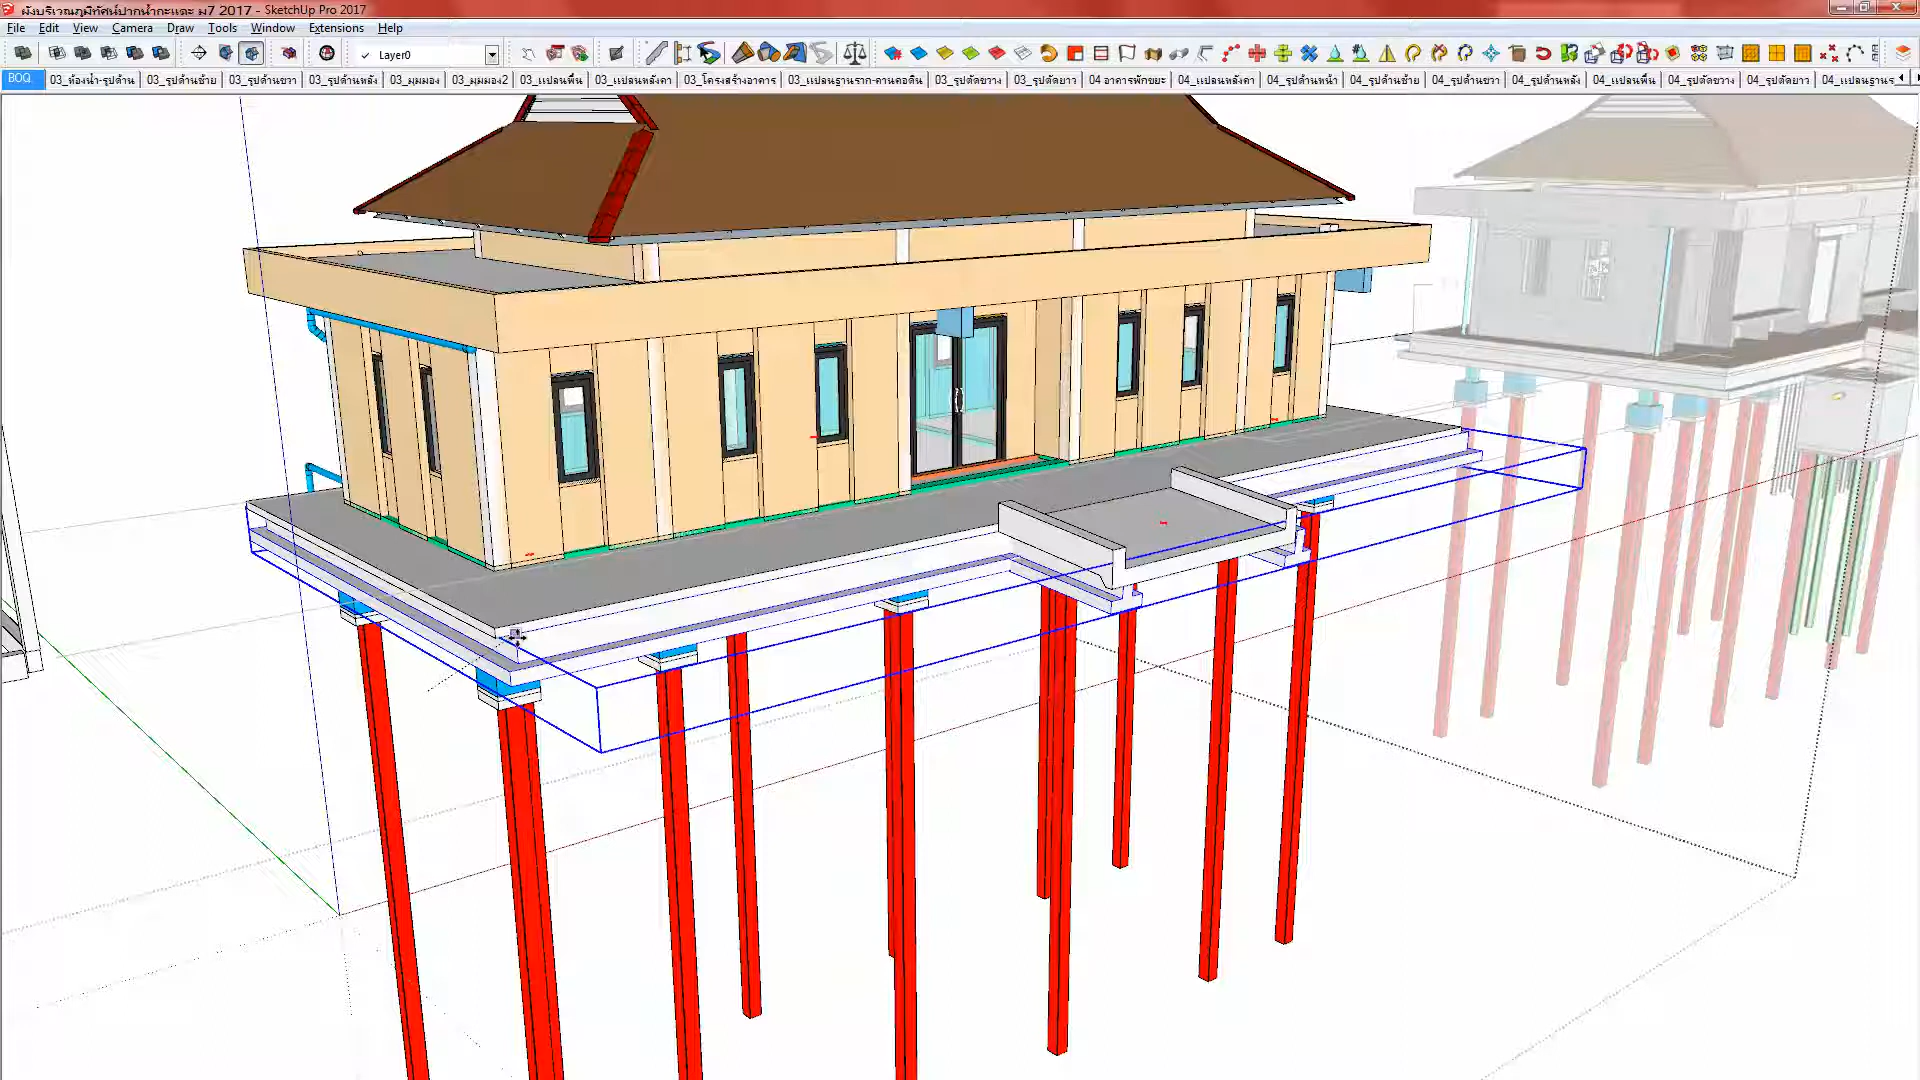 ผังบริเวณภูมิทัศน์ปากน้ำกะแดะ ม7 2017 - SketchUp Pro 2017
File Edit View Camera Draw Tools Window Extensions Help
Layer0
BOQ. 03_ห้องน้ำ-รูปด้าน 03_รูปด้านซ้าย 03_รูปด้านขวา 03_รูปด้านหลัง 03_มุมมอง 03_มุมมอง2 03_แปลนพื้น 03_แปลนหลังคา 03_โครงสร้างอาคาร 03_แปลนฐานราก-คานคอดิน 03_รูปตัดขวาง 03_รูปตัดยาว 04 อาคารพักขยะ 04_แปลนหลังคา 04_รูปด้านหน้า 04_รูปด้านซ้าย 04_รูปด้านขวา 04_รูปด้านหลัง 04_แปลนพื้น 04_รูปตัดขวาง 04_รูปตัดยาว 04_แปลนฐานร